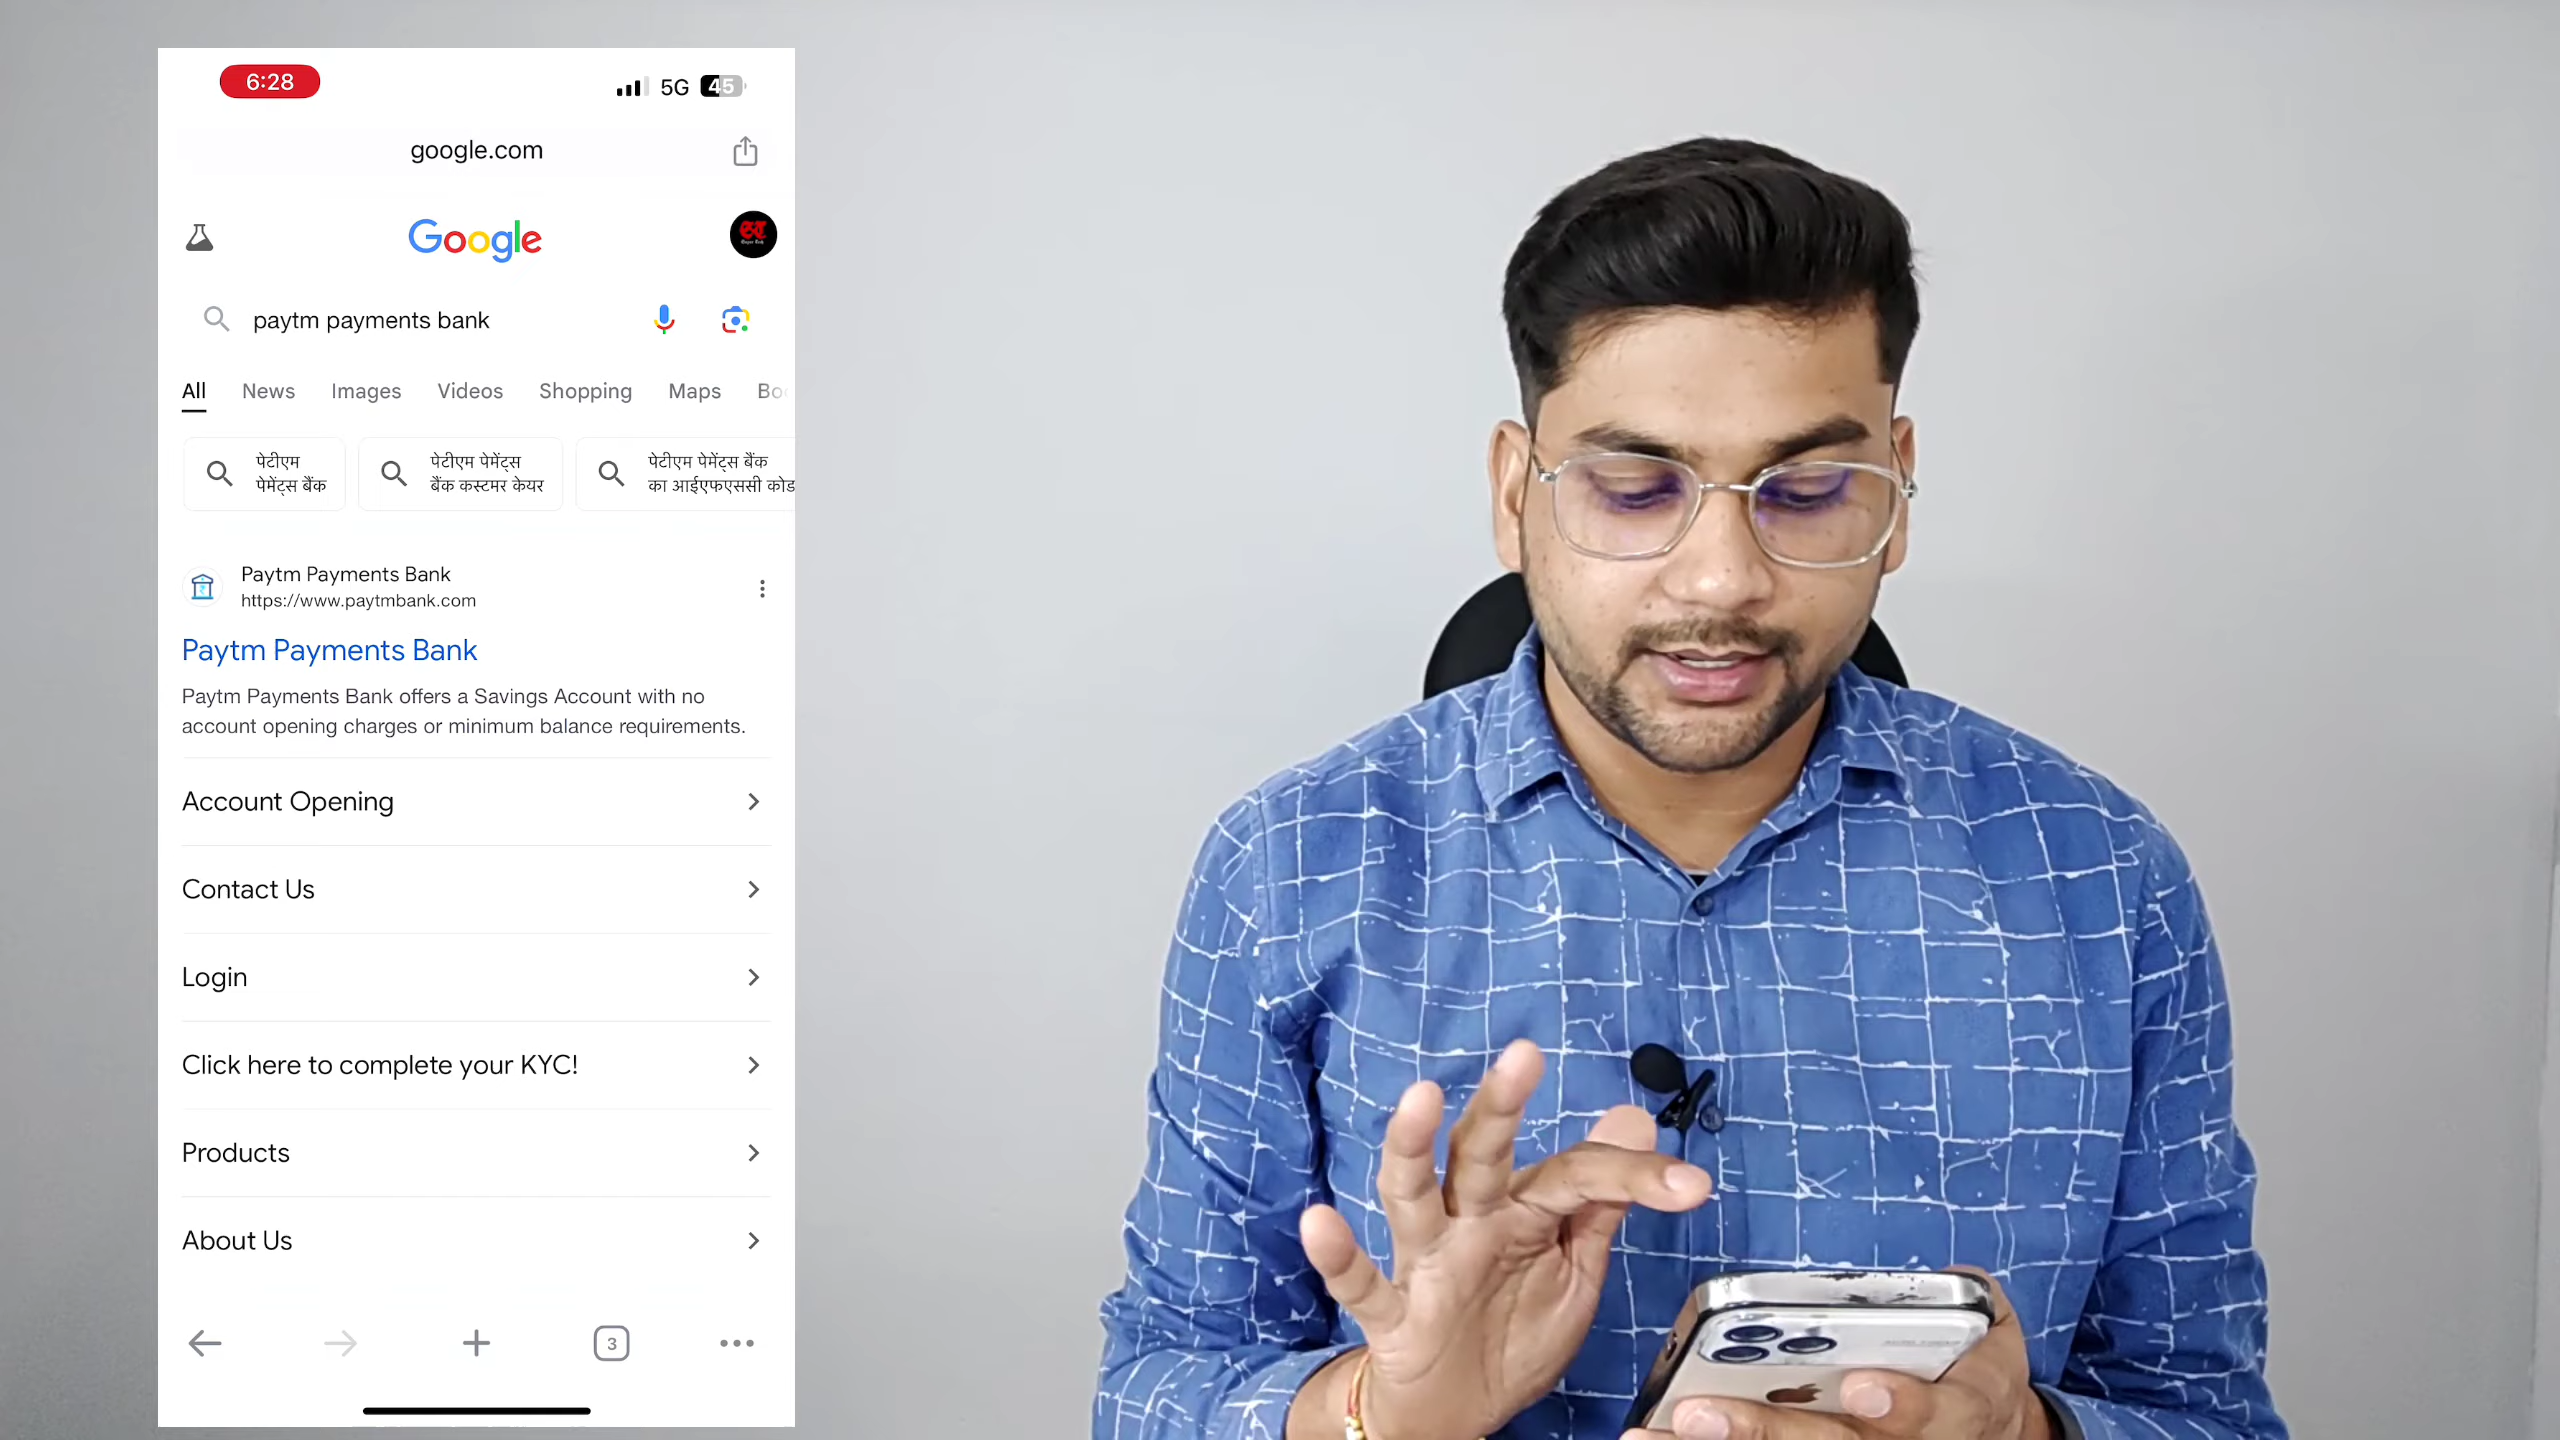 6:28
5G 45
google.com
Google
paytm payments bank
All News Images Videos Shopping Maps
पेटीएम
पेमेंट्स बैंक
पेटीएम पेमेंट्स
बैंक कस्टमर केयर
पेटीएम पेमेंट्स बैंक
का आईएफएससी कोड
Paytm Payments Bank
https://www.paytmbank.com
Paytm Payments Bank
Paytm Payments Bank offers a Savings Account with no
account opening charges or minimum balance requirements.
Account Opening
Contact Us
Login
Click here to complete your KYC!
Products
About Us
3